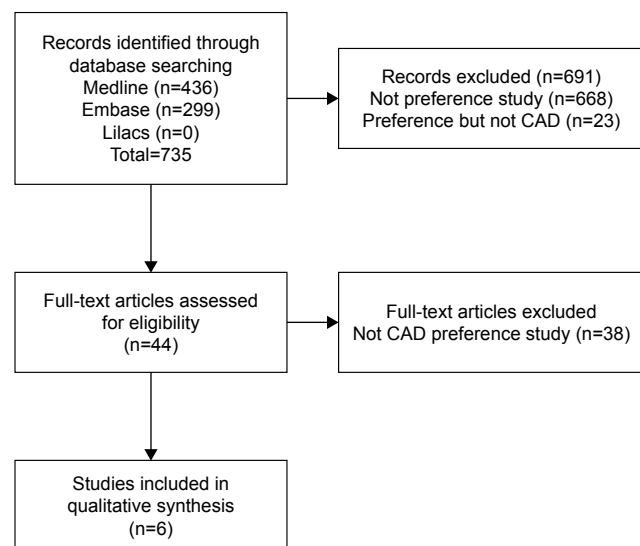 Records identified through
database searching
Medline (n=436)
Embase (n=299)
Lilacs (n=0)
Total=735
Records excluded (n=691)
Not preference study (n=668)
Preference but not CAD (n=23)
Full-text articles assessed
for eligibility
(n=44)
Full-text articles excluded
Not CAD preference study (n=38)
Studies included in
qualitative synthesis
(n=6)